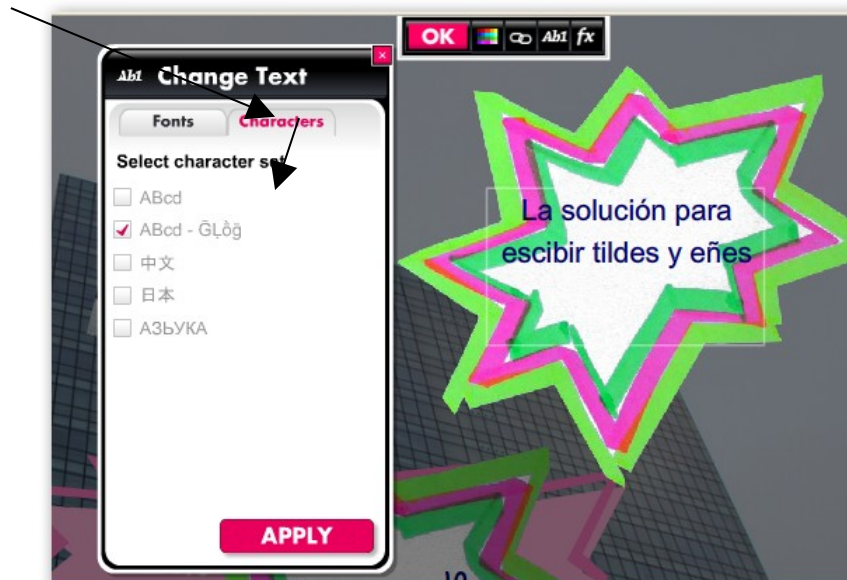 OK Ab1 fx
Ab1 Change Text
Fonts Characters
Select character set
ABcd
ABcd - ḠĻồğ
中文
日本
АЗЬУКА
APPLY
La solución para
escibir tildes y eñes